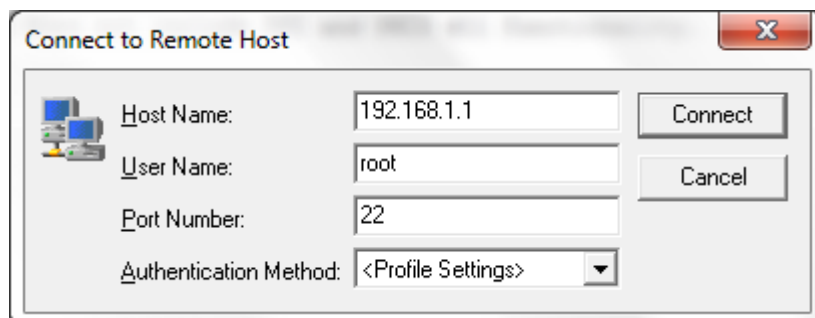 Connect to Remote Host
Host Name: 192.168.1.1 Connect
User Name: root Cancel
Port Number: 22
Authentication Method: <Profile Settings>